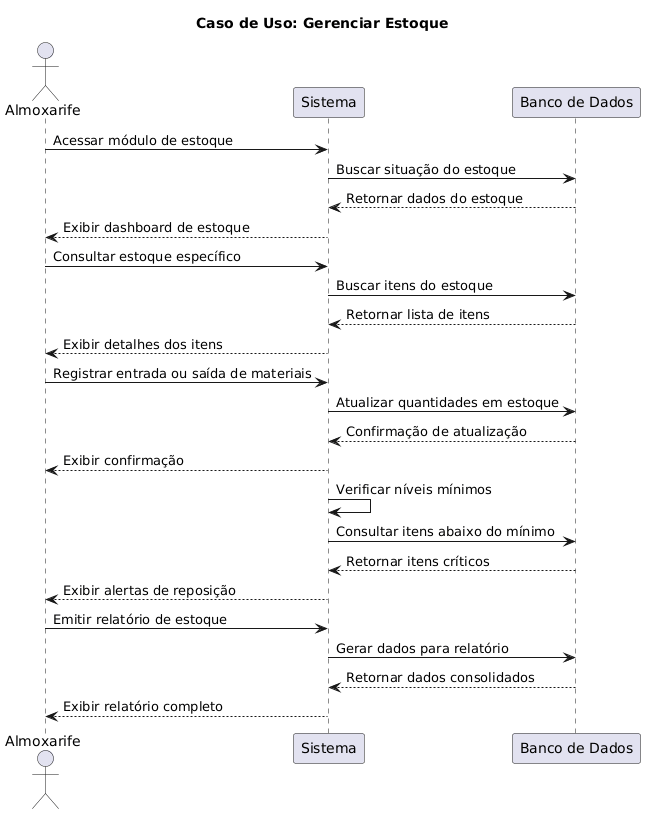 Caso de Uso: Gerenciar Estoque
Almoxarife
Sistema
Banco de Dados
Acessar módulo de estoque
Buscar situação do estoque
Retornar dados do estoque
Exibir dashboard de estoque
Consultar estoque específico
Buscar itens do estoque
Retornar lista de itens
Exibir detalhes dos itens
Registrar entrada ou saída de materiais
Atualizar quantidades em estoque
Confirmação de atualização
Exibir confirmação
Verificar níveis mínimos
Consultar itens abaixo do mínimo
Retornar itens críticos
Exibir alertas de reposição
Emitir relatório de estoque
Gerar dados para relatório
Retornar dados consolidados
Exibir relatório completo
Almoxarife
Sistema
Banco de Dados